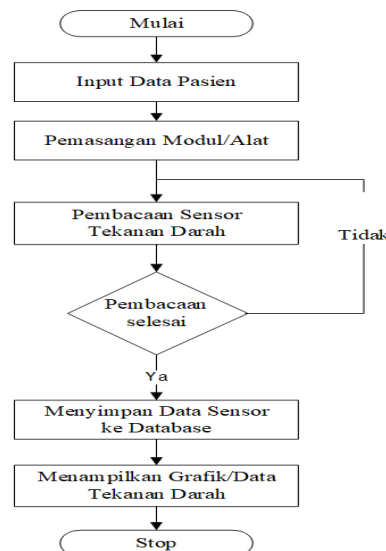 Mulai
Input Data Pasien
Pemasangan Modul/Alat
Pembacaan Sensor
Tekanan Darah
Tidak
Pembacaan
selesai
Ya
Menyimpan Data Sensor
ke Database
Menampilkan Grafik/Data
Tekanan Darah
Stop